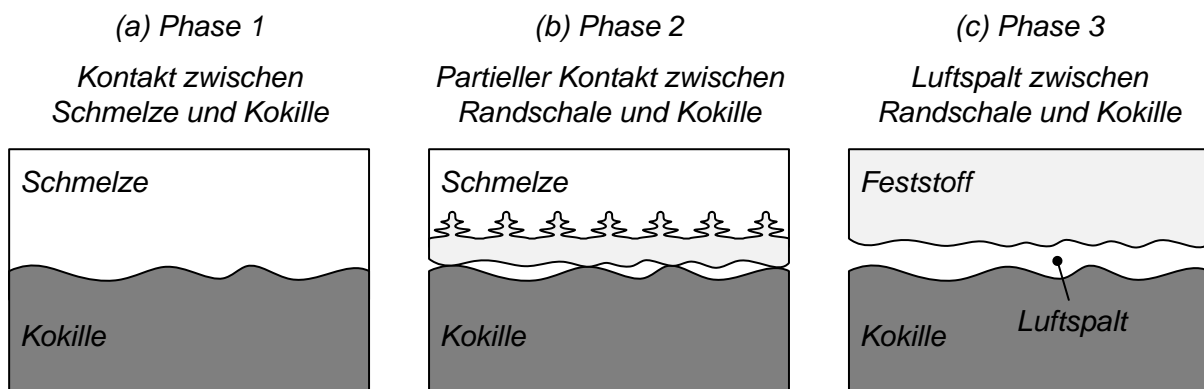 (a) Phase 1
Kontakt zwischen
Schmelze und Kokille
Schmelze
Kokille
(b) Phase 2
Partieller Kontakt zwischen
Randschale und Kokille
Schmelze
Kokille
(c) Phase 3
Luftspalt zwischen
Randschale und Kokille
Feststoff
Luftspalt
Kokille